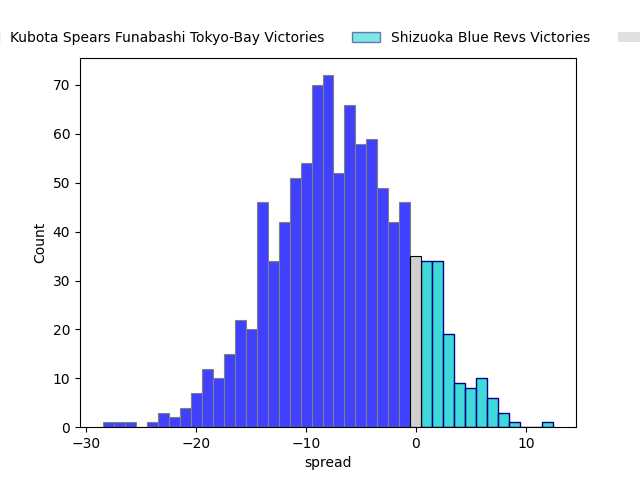 Kubota Spears Funabashi Tokyo-Bay Victories Shizuoka Blue Revs Victories
70
60
50
40
30
20
10
0
Count
−30 −20 −10 0 10
spread